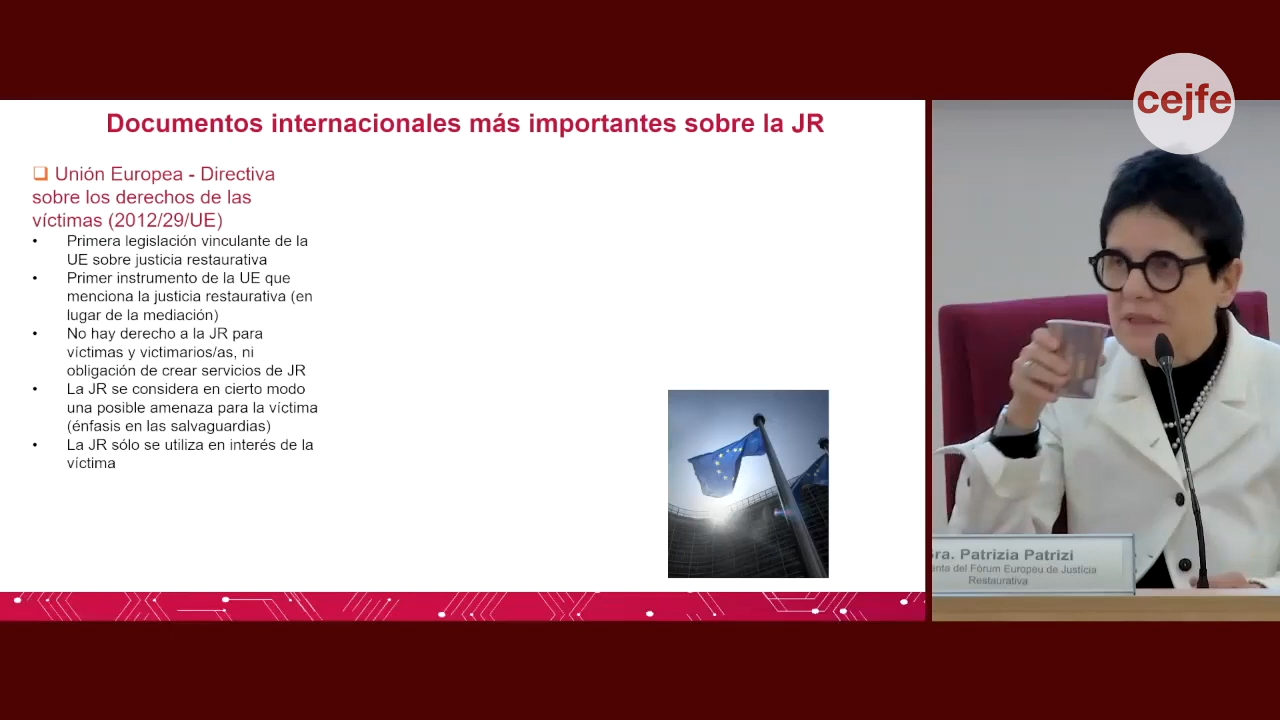 cejfe
Documentos internacionales más importantes sobre la JR
❑ Unión Europea - Directiva
sobre los derechos de las
víctimas (2012/29/UE)
• Primera legislación vinculante de la
UE sobre justicia restaurativa
• Primer instrumento de la UE que
menciona la justicia restaurativa (en
lugar de la mediación)
• No hay derecho a la JR para
víctimas y victimarios/as, ni
obligación de crear servicios de JR
• La JR se considera en cierto modo
una posible amenaza para la víctima
(énfasis en las salvaguardias)
• La JR sólo se utiliza en interés de la
víctima
Patrizia Patrizi
del Fòrum Europeu de Justícia
Restaurativa